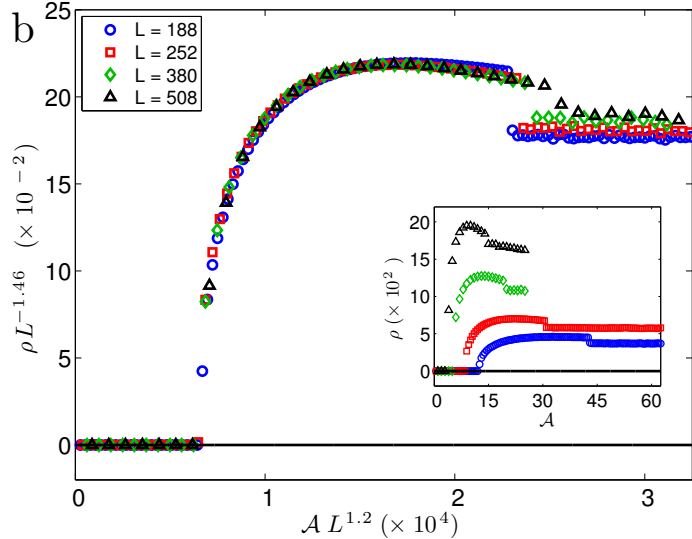 b
L = 188
L = 252
L = 380
L = 508
25
20
15
10
5
0
ρ L^{-1.46} (× 10^{-2})
0
1
2
3
𝒜 L^{1.2} (× 10^4)
20
15
10
5
0
ρ (× 10^2)
0
15
30
45
60
𝒜